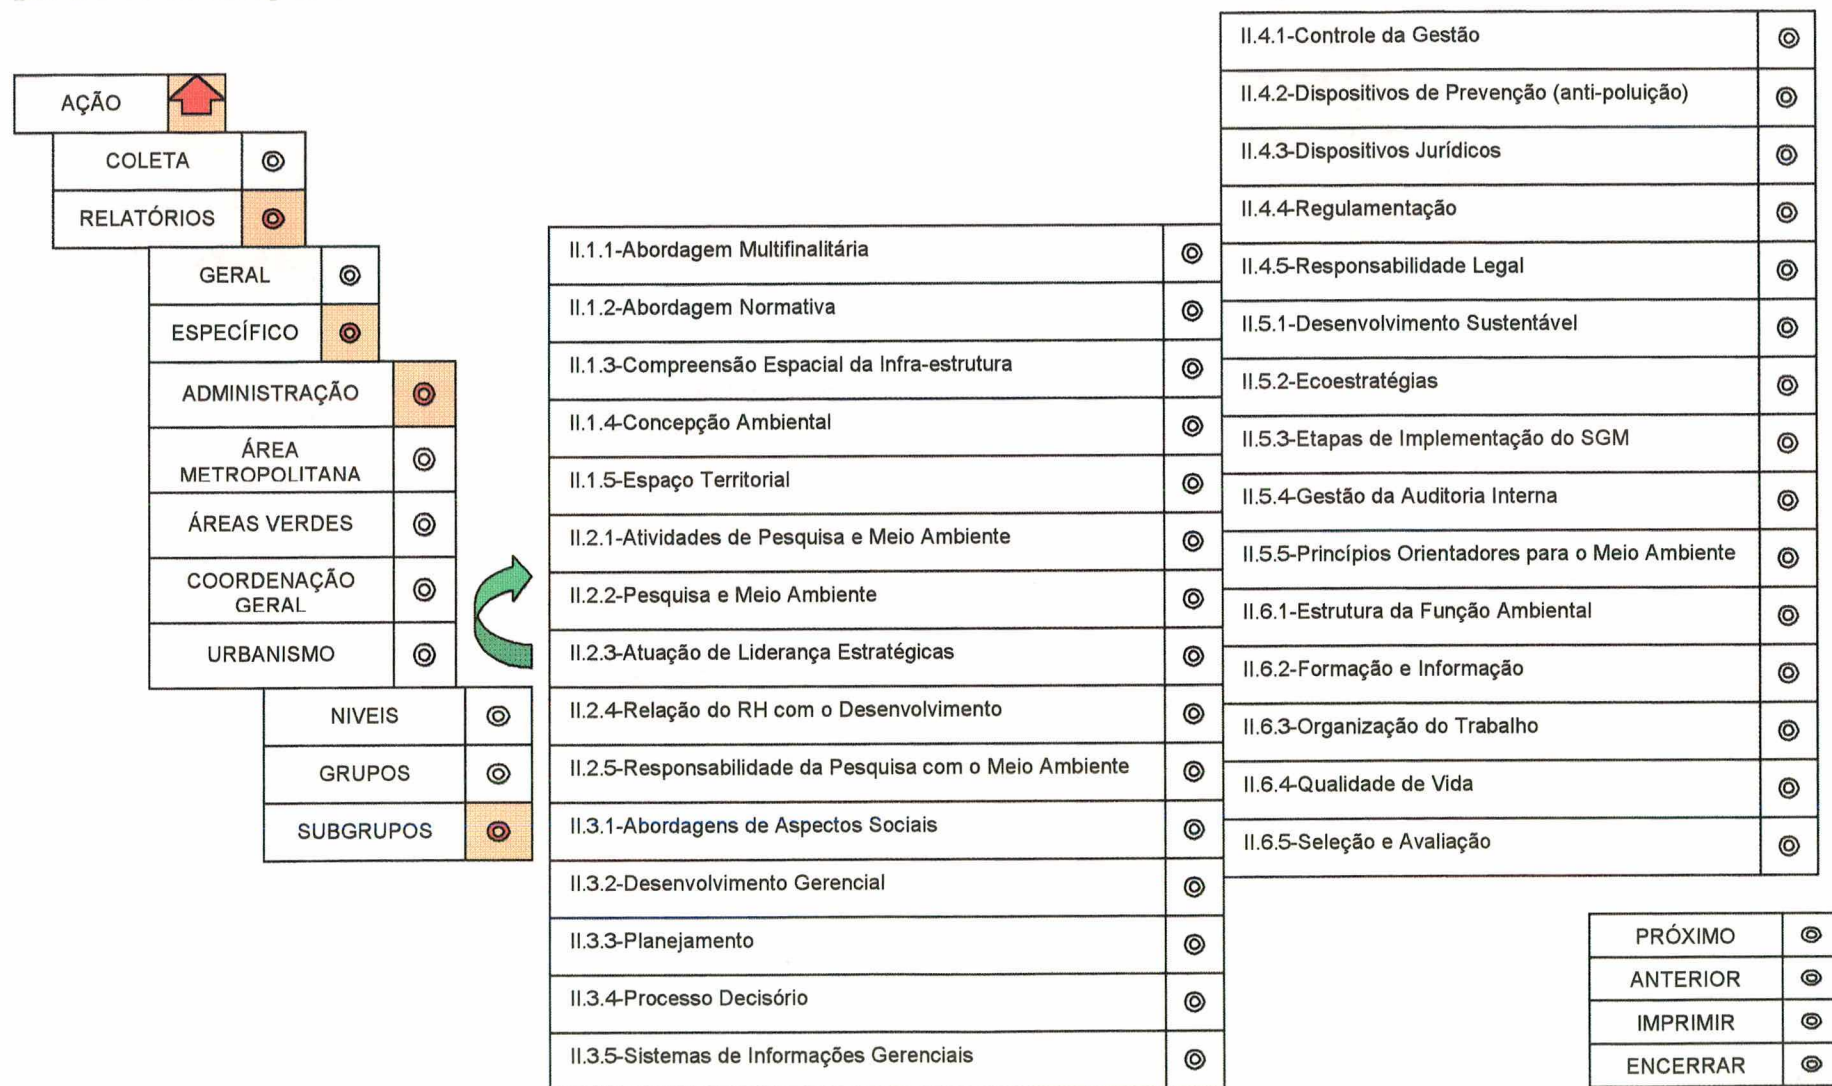 AÇÃO
COLETA
RELATÓRIOS
GERAL
ESPECÍFICO
ADMINISTRAÇÃO
ÁREA
METROPOLITANA
ÁREAS VERDES
COORDENAÇÃO
GERAL
URBANISMO
NIVEIS
GRUPOS
SUBGRUPOS
II.1.1-Abordagem Multifinalitária
II.1.2-Abordagem Normativa
II.1.3-Compreensão Espacial da Infra-estrutura
II.1.4-Concepção Ambiental
II.1.5-Espaço Territorial
II.2.1-Atividades de Pesquisa e Meio Ambiente
II.2.2-Pesquisa e Meio Ambiente
II.2.3-Atuação de Liderança Estratégicas
II.2.4-Relação do RH com o Desenvolvimento
II.2.5-Responsabilidade da Pesquisa com o Meio Ambiente
II.3.1-Abordagens de Aspectos Sociais
II.3.2-Desenvolvimento Gerencial
II.3.3-Planejamento
II.3.4-Processo Decisório
II.3.5-Sistemas de Informações Gerenciais
II.4.1-Controle da Gestão
II.4.2-Dispositivos de Prevenção (anti-poluição)
II.4.3-Dispositivos Jurídicos
II.4.4-Regulamentação
II.4.5-Responsabilidade Legal
II.5.1-Desenvolvimento Sustentável
II.5.2-Ecoestratégias
II.5.3-Etapas de Implementação do SGM
II.5.4-Gestão da Auditoria Interna
II.5.5-Princípios Orientadores para o Meio Ambiente
II.6.1-Estrutura da Função Ambiental
II.6.2-Formação e Informação
II.6.3-Organização do Trabalho
II.6.4-Qualidade de Vida
II.6.5-Seleção e Avaliação
PRÓXIMO
ANTERIOR
IMPRIMIR
ENCERRAR